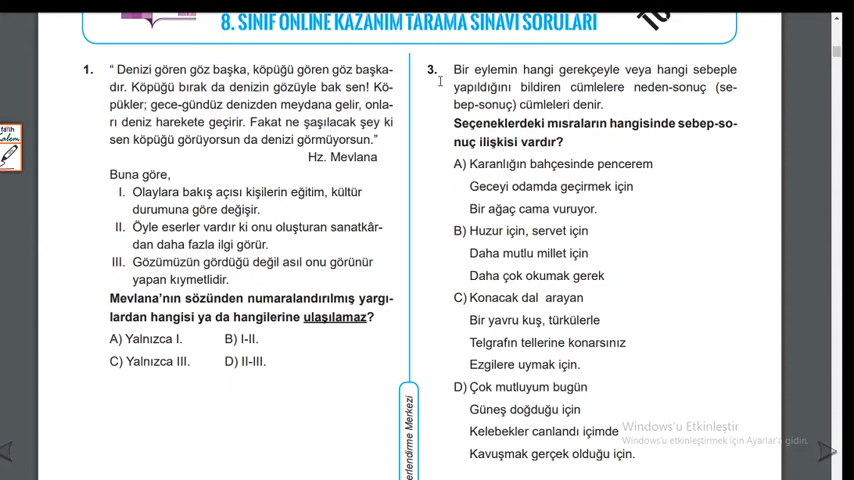 8. SINIF ONLINE KAZANIM TARAMA SINAVI SORULARI
1. “ Denizi gören göz başka, köpüğü gören göz başka-
dır. Köpüğü bırak da denizin gözüyle bak sen! Kö-
pükler; gece-gündüz denizden meydana gelir, onla-
rı deniz harekete geçirir. Fakat ne şaşılacak şey ki
sen köpüğü görüyorsun da denizi görmüyorsun.”
Hz. Mevlana
Buna göre,
I. Olaylara bakış açısı kişilerin eğitim, kültür
durumuna göre değişir.
II. Öyle eserler vardır ki onu oluşturan sanatkâr-
dan daha fazla ilgi görür.
III. Gözümüzün gördüğü değil asıl onu görünür
yapan kıymetlidir.
Mevlana’nın sözünden numaralandırılmış yargı-
lardan hangisi ya da hangilerine ulaşılamaz?
A) Yalnızca I. B) I-II.
C) Yalnızca III. D) II-III.
3. Bir eylemin hangi gerekçeyle veya hangi sebeple
yapıldığını bildiren cümlelere neden-sonuç (se-
bep-sonuç) cümleleri denir.
Seçeneklerdeki mısraların hangisinde sebep-so-
nuç ilişkisi vardır?
A) Karanlığın bahçesinde pencerem
Geceyi odamda geçirmek için
Bir ağaç cama vuruyor.
B) Huzur için, servet için
Daha mutlu millet için
Daha çok okumak gerek
C) Konacak dal arayan
Bir yavru kuş, türkülerle
Telgrafın tellerine konarsınız
Ezgilere uymak için.
D) Çok mutluyum bugün
Güneş doğduğu için
Kelebekler canlandı içimde
Kavuşmak gerçek olduğu için.
erlendirme Merkezi
Windows'u Etkinleştir
Windows'u etkinleştirmek için Ayarlar'a gidin.